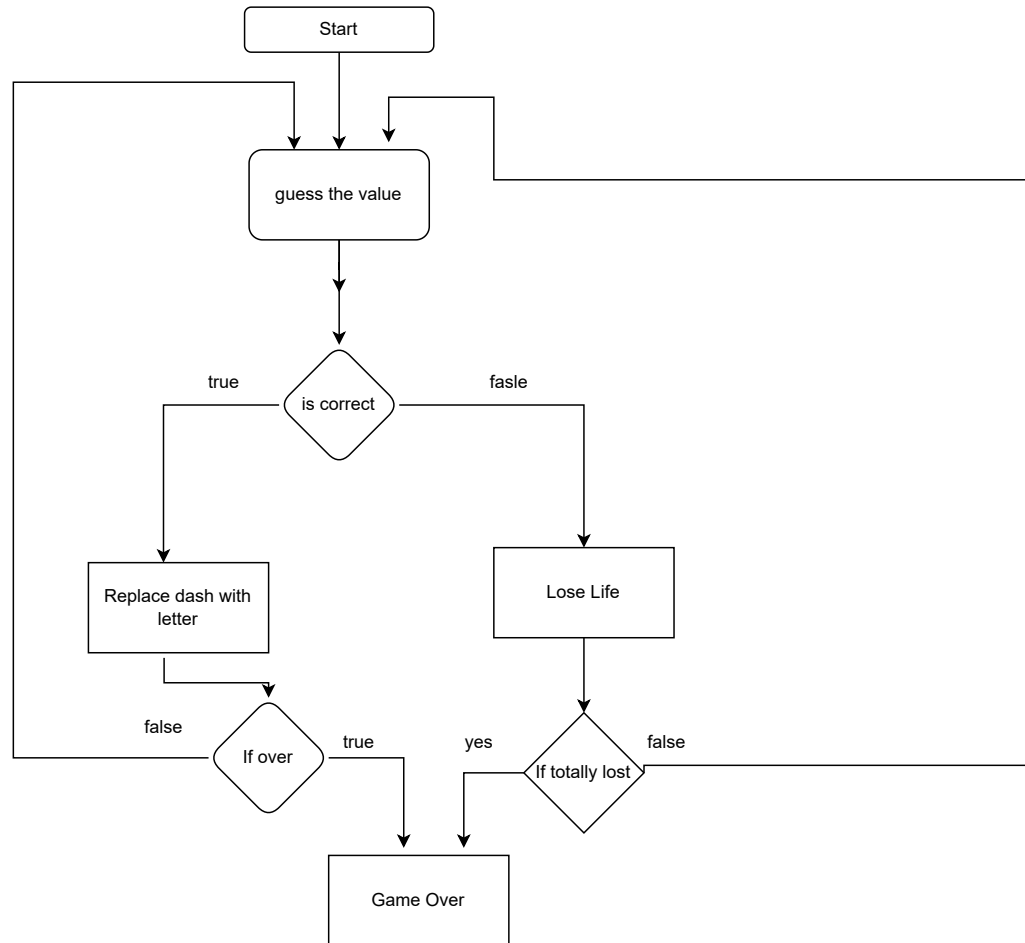 Start
guess the value
true
fasle
is correct
Replace dash with
letter
Lose Life
false
true
yes
false
If over
If totally lost
Game Over